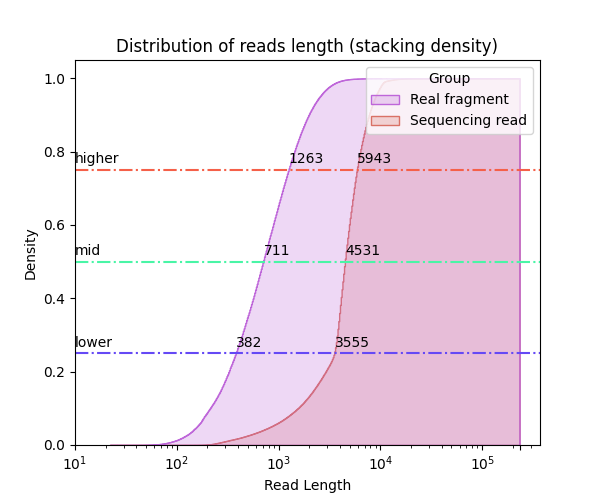 Distribution of reads length (stacking density)
Group
Real fragment
Sequencing read
Density
1.0
0.8
0.6
0.4
0.2
0.0
higher
1263
5943
mid
711
4531
lower
382
3555
10¹
10²
10³
10⁴
10⁵
Read Length